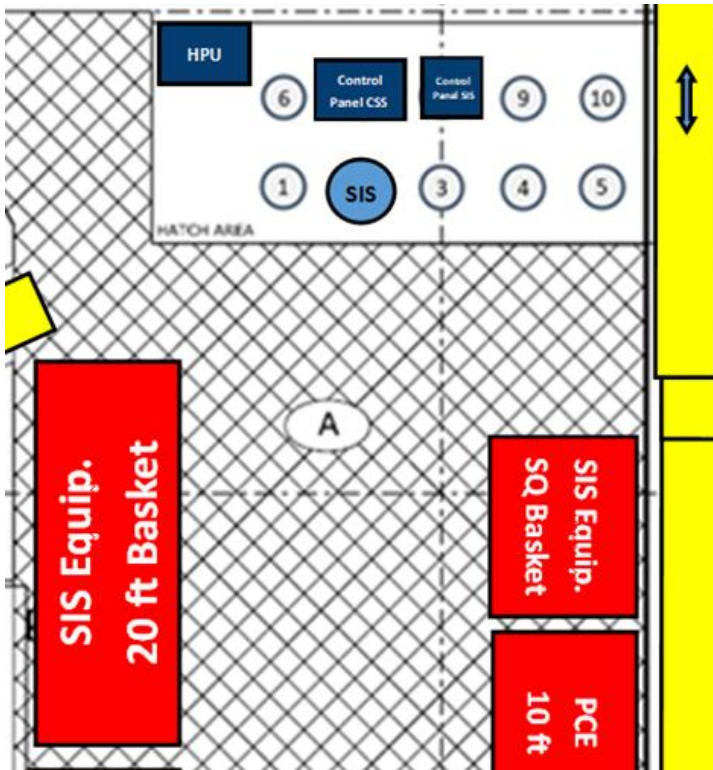 HPU
Control
Panel CSS
Control
Panel SIS
6
9
10
1
SIS
3
4
5
HATCH AREA
A
SIS Equip.
20 ft Basket
SIS Equip.
SQ Basket
PCE
10 ft